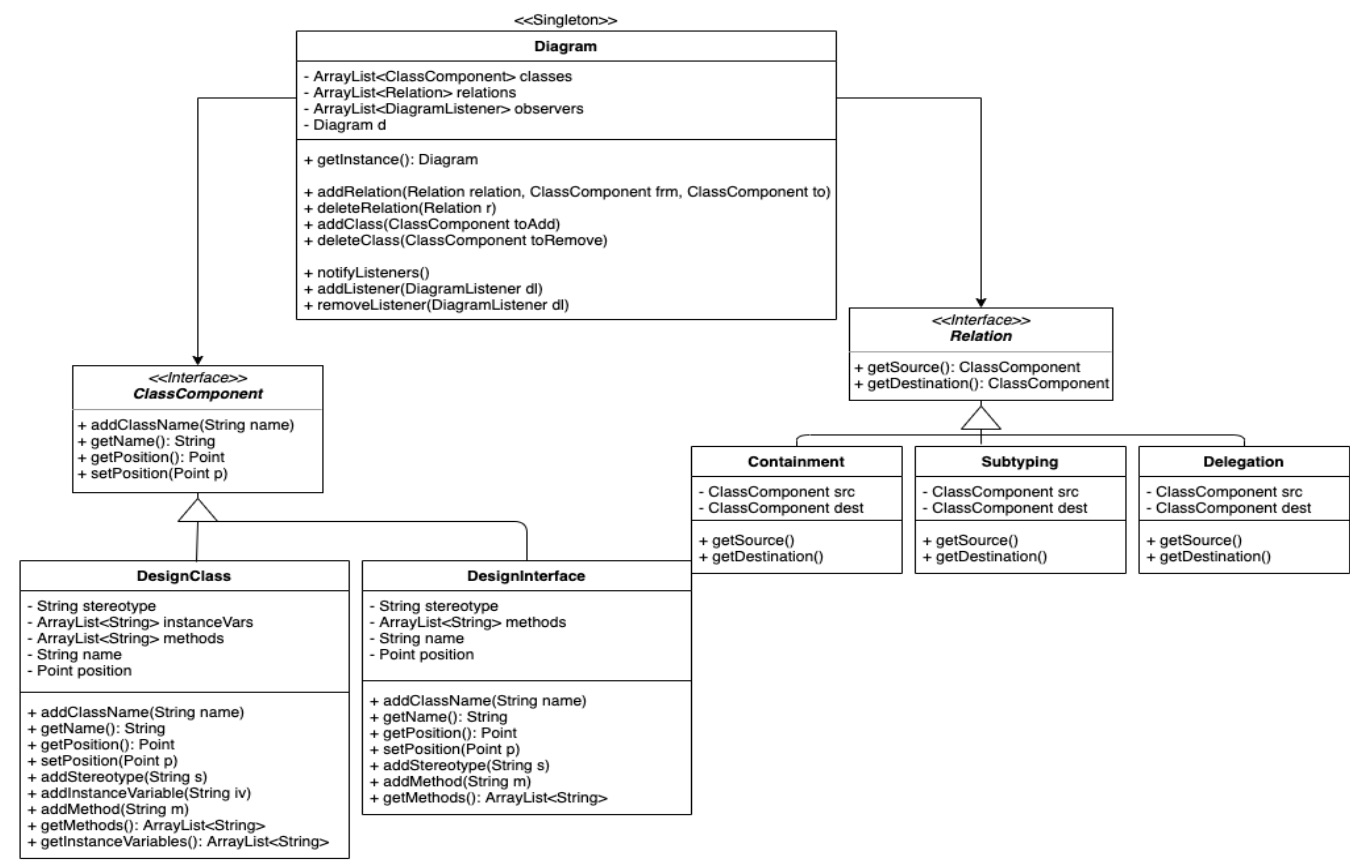 <<Singleton>>
Diagram
- ArrayList<ClassComponent> classes
- ArrayList<Relation> relations
- ArrayList<DiagramListener> observers
- Diagram d
+ getInstance(): Diagram
+ addRelation(Relation relation, ClassComponent frm, ClassComponent to)
+ deleteRelation(Relation r)
+ addClass(ClassComponent toAdd)
+ deleteClass(ClassComponent toRemove)
+ notifyListeners()
+ addListener(DiagramListener dl)
+ removeListener(DiagramListener dl)
<<Interface>>
Relation
+ getSource(): ClassComponent
+ getDestination(): ClassComponent
<<Interface>>
ClassComponent
+ addClassName(String name)
+ getName(): String
+ getPosition(): Point
+ setPosition(Point p)
Containment
- ClassComponent src
- ClassComponent dest
+ getSource()
+ getDestination()
Subtyping
- ClassComponent src
- ClassComponent dest
+ getSource()
+ getDestination()
Delegation
- ClassComponent src
- ClassComponent dest
+ getSource()
+ getDestination()
DesignClass
- String stereotype
- ArrayList<String> instanceVars
- ArrayList<String> methods
- String name
- Point position
+ addClassName(String name)
+ getName(): String
+ getPosition(): Point
+ setPosition(Point p)
+ addStereotype(String s)
+ addInstanceVariable(String iv)
+ addMethod(String m)
+ getMethods(): ArrayList<String>
+ getInstanceVariables(): ArrayList<String>
DesignInterface
- String stereotype
- ArrayList<String> methods
- String name
- Point position
+ addClassName(String name)
+ getName(): String
+ getPosition(): Point
+ setPosition(Point p)
+ addStereotype(String s)
+ addMethod(String m)
+ getMethods(): ArrayList<String>